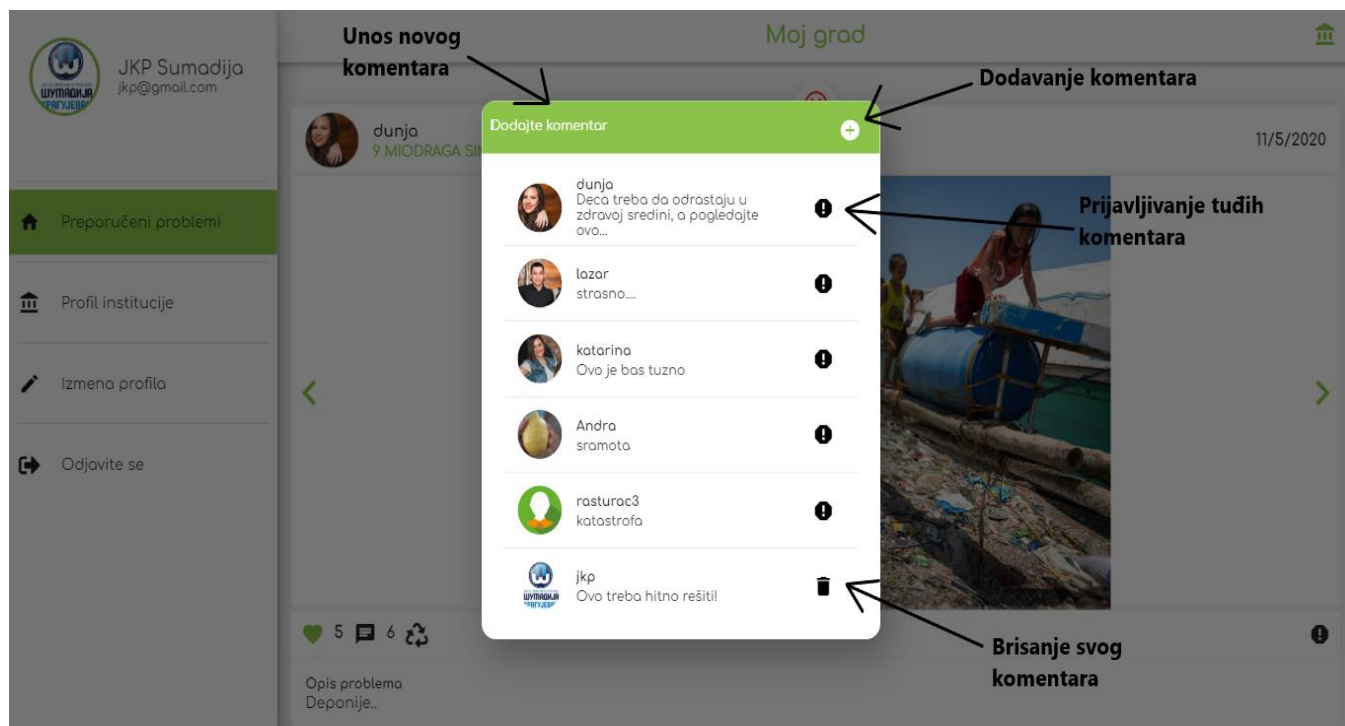 JKP Sumadija
jkp@gmail.com
ШУМАДИЈА
Preporučeni problemi
Profil institucije
Izmena profila
Odjavite se
Moj grad
Unos novog
komentara
Dodavanje komentara
dunja
9 MIODRAGA
11/5/2020
Dodajte komentar
dunja
Deca treba da odrastaju u
zdravoj sredini, a pogledajte
ovo...
Prijavljivanje tuđih
komentara
lazar
strasno....
katarina
Ovo je bas tuzno
Andra
sramota
rasturac3
katastrofa
jkp
Ovo treba hitno rešiti!
ШУМАДИЈА
Brisanje svog
komentara
5 6
Opis problema
Deponije..